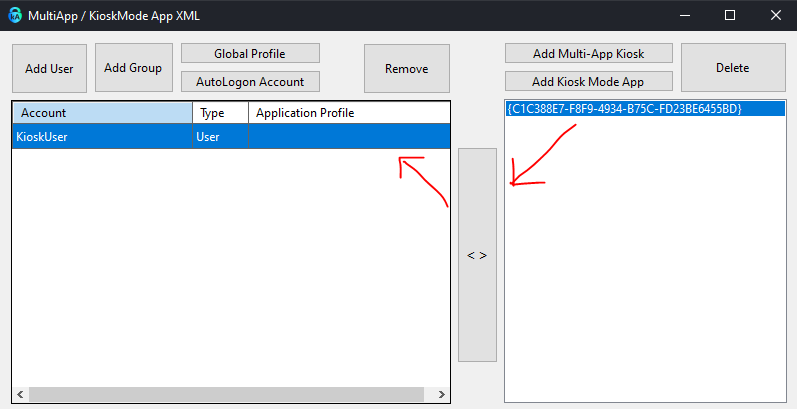 MultiApp / KioskMode App XML
Add User
Add Group
Global Profile
AutoLogon Account
Remove
Add Multi-App Kiosk
Add Kiosk Mode App
Delete
Account Type Application Profile
KioskUser User
< >
{C1C388E7-F8F9-4934-B75C-FD23BE6455BD}